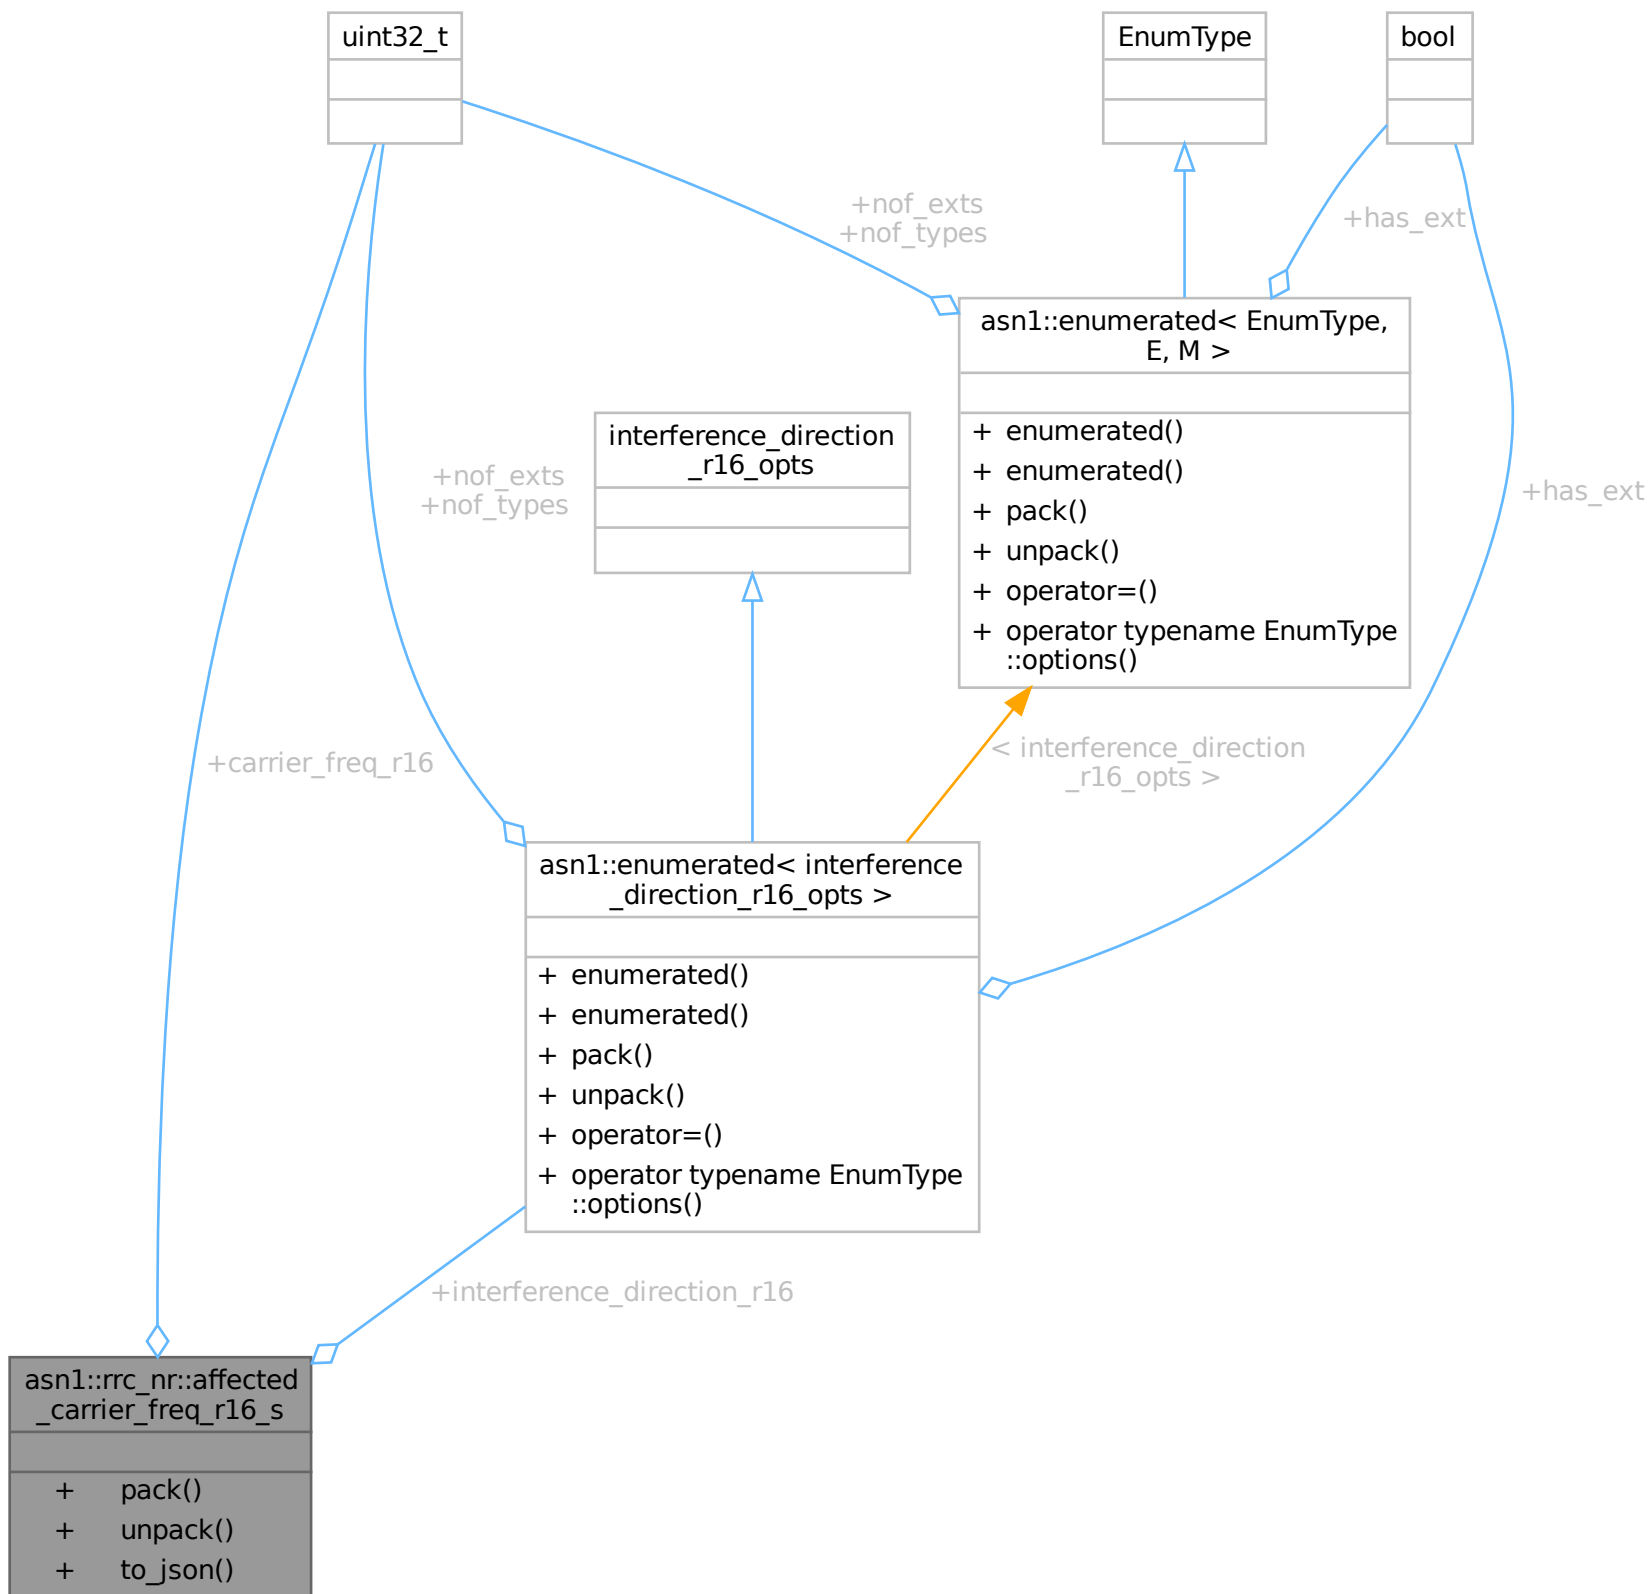 uint32_t
EnumType
bool
+nof_exts
+nof_types
+has_ext
asn1::enumerated< EnumType,
E, M >
+ enumerated()
+ enumerated()
+ pack()
+ unpack()
+ operator=()
+ operator typename EnumType
::options()
interference_direction
_r16_opts
+nof_exts
+nof_types
+has_ext
+carrier_freq_r16
< interference_direction
_r16_opts >
asn1::enumerated< interference
_direction_r16_opts >
+ enumerated()
+ enumerated()
+ pack()
+ unpack()
+ operator=()
+ operator typename EnumType
::options()
+interference_direction_r16
asn1::rrc_nr::affected
_carrier_freq_r16_s
+ pack()
+ unpack()
+ to_json()